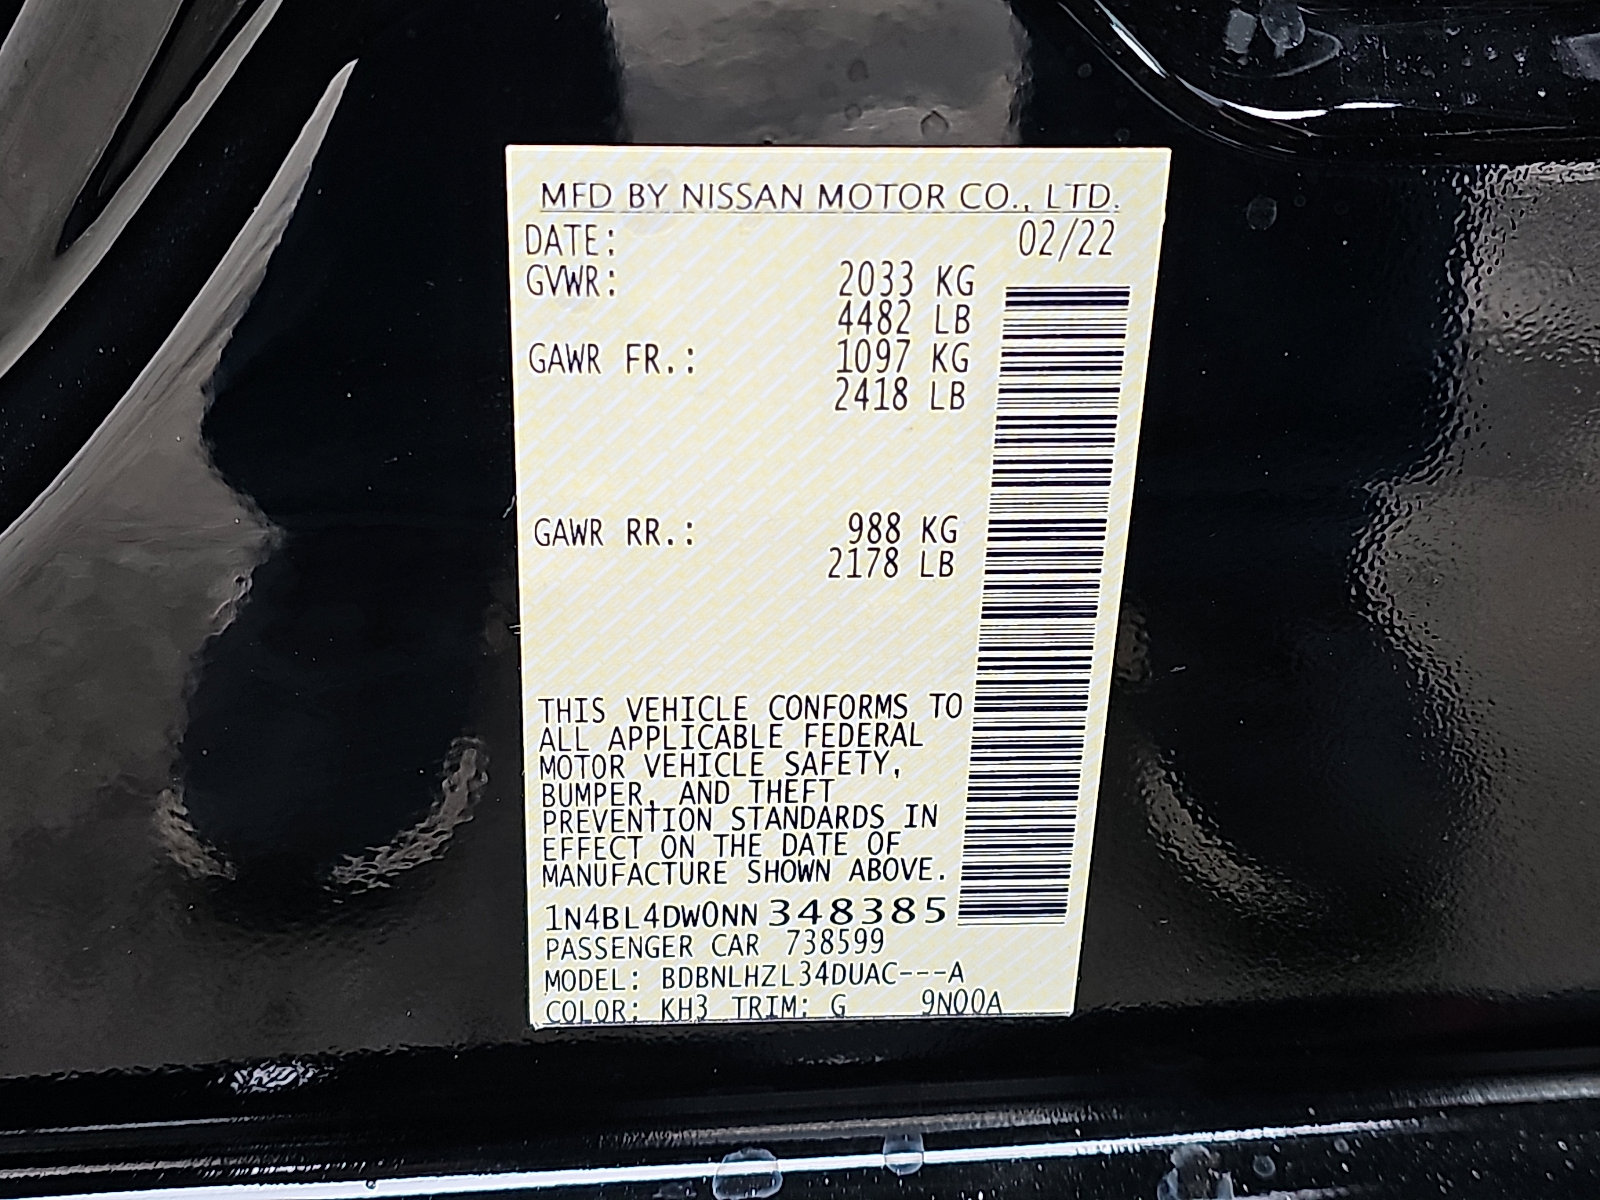 MFD BY NISSAN MOTOR CO., LTD.
DATE: 02/22
GVWR: 2033 KG
4482 LB
GAWR FR.: 1097 KG
2418 LB
GAWR RR.: 988 KG
2178 LB
THIS VEHICLE CONFORMS TO
ALL APPLICABLE FEDERAL
MOTOR VEHICLE SAFETY,
BUMPER, AND THEFT
PREVENTION STANDARDS IN
EFFECT ON THE DATE OF
MANUFACTURE SHOWN ABOVE.
1N4BL4DW0NN348385
PASSENGER CAR 738599
MODEL: BDBNLHZL34DUAC---A
COLOR: KH3 TRIM: G 9N00A